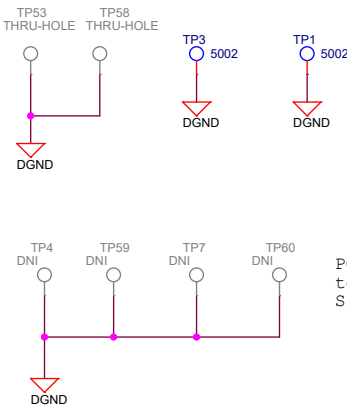 TP53 TP58
THRU-HOLE THRU-HOLE
TP3 TP1
5002 5002
DGND DGND
DGND
TP4 TP59 TP7 TP60
DNI DNI DNI DNI
DGND